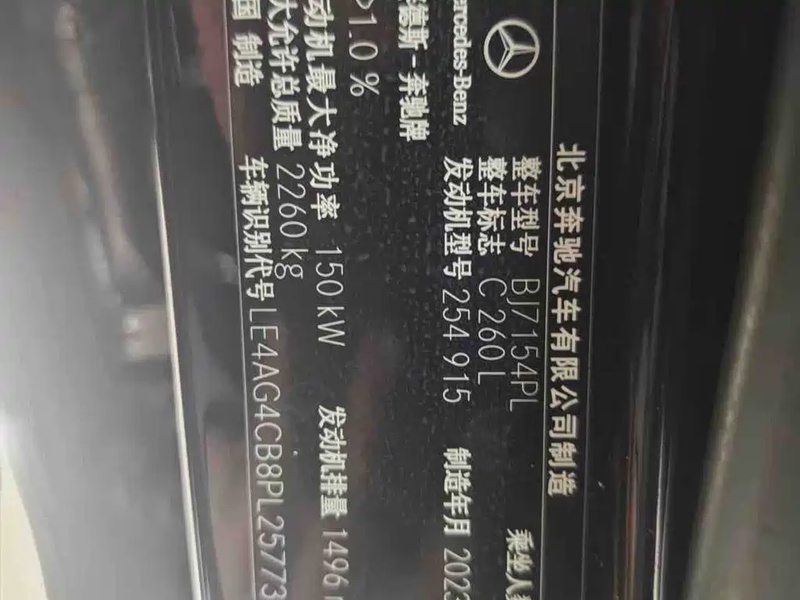 北京奔驰汽车有限公司制造
Mercedes-Benz
德斯-奔驰牌
整车型号 BJ7154PL 乘坐人
整车标志 C 260 L
发动机型号 254 915 制造年月 2023
1.0 %
动机最大净功率 150 kW 发动机排量 1496
大允许总质量 2260 kg
国 制造 车辆识别代号 LE4AG4CB8PL25773